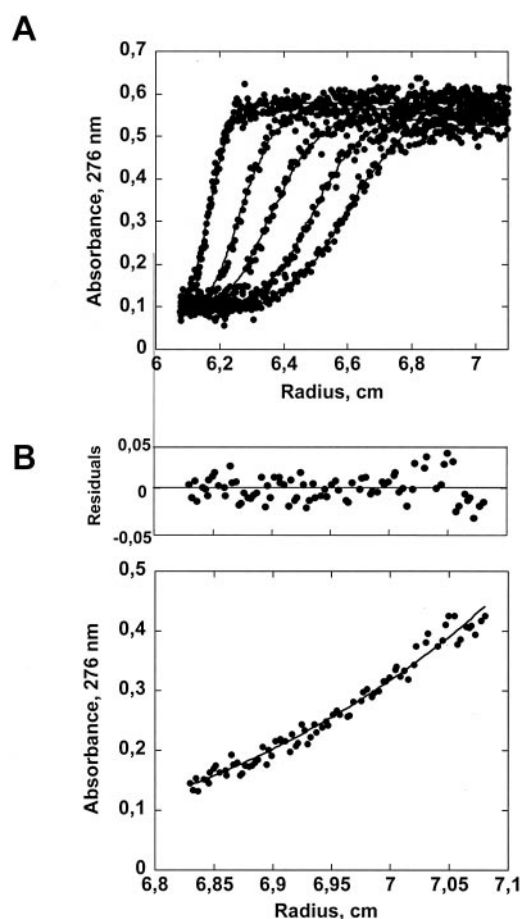 A
Absorbance, 276 nm
0,7
0,6
0,5
0,4
0,3
0,2
0,1
0
6 6,2 6,4 6,6 6,8 7
Radius, cm
B
Residuals
0,05
0
-0,05
Absorbance, 276 nm
0,5
0,4
0,3
0,2
0,1
0
6,8 6,85 6,9 6,95 7 7,05 7,1
Radius, cm